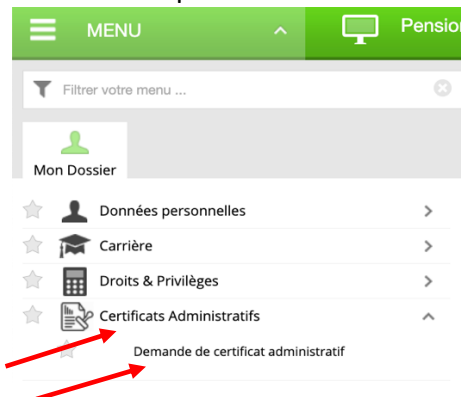 MENU
Pension
Filtrer votre menu ...
Mon Dossier
Données personnelles
Carrière
Droits & Privilèges
Certificats Administratifs
Demande de certificat administratif